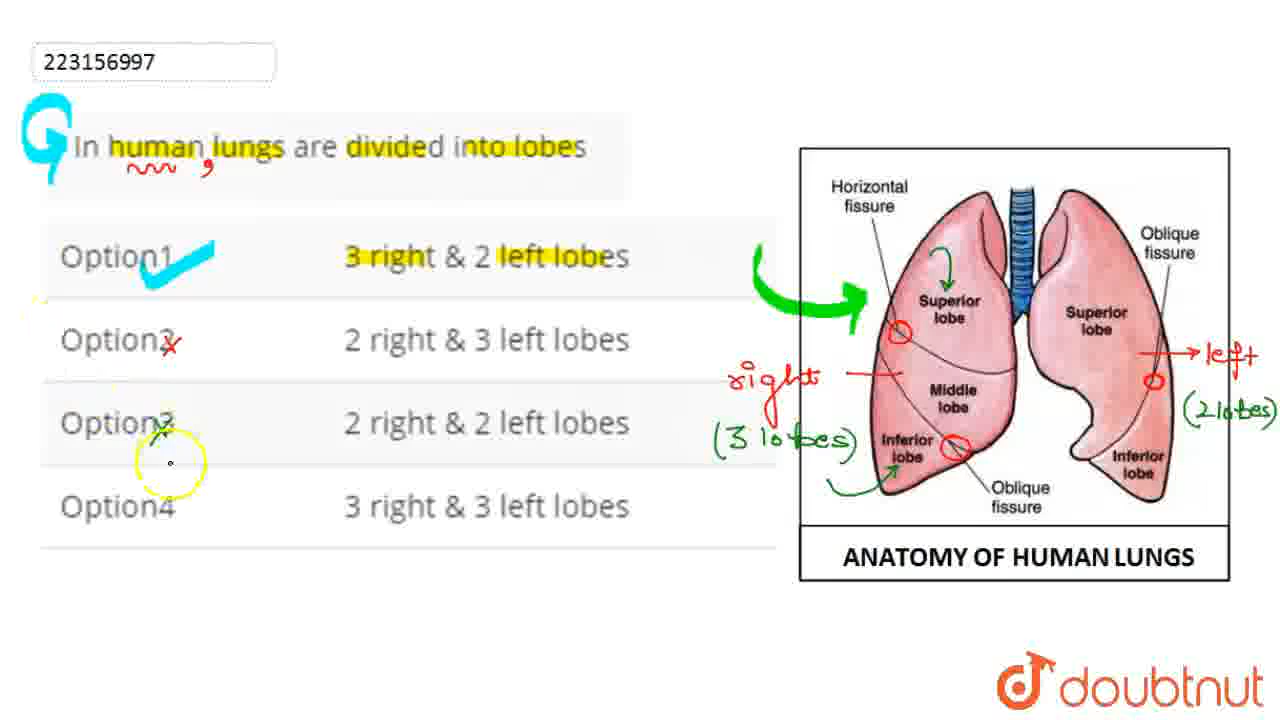 223156997
In human, lungs are divided into lobes
Option1 3 right & 2 left lobes
Option2 2 right & 3 left lobes
Option3 2 right & 2 left lobes
Option4 3 right & 3 left lobes
Horizontal
fissure
Oblique
fissure
Superior
lobe
Superior
lobe
right
left
Middle
lobe
(3 lobes)
(2 lobes)
Inferior
lobe
Inferior
lobe
Oblique
fissure
ANATOMY OF HUMAN LUNGS
doubtnut